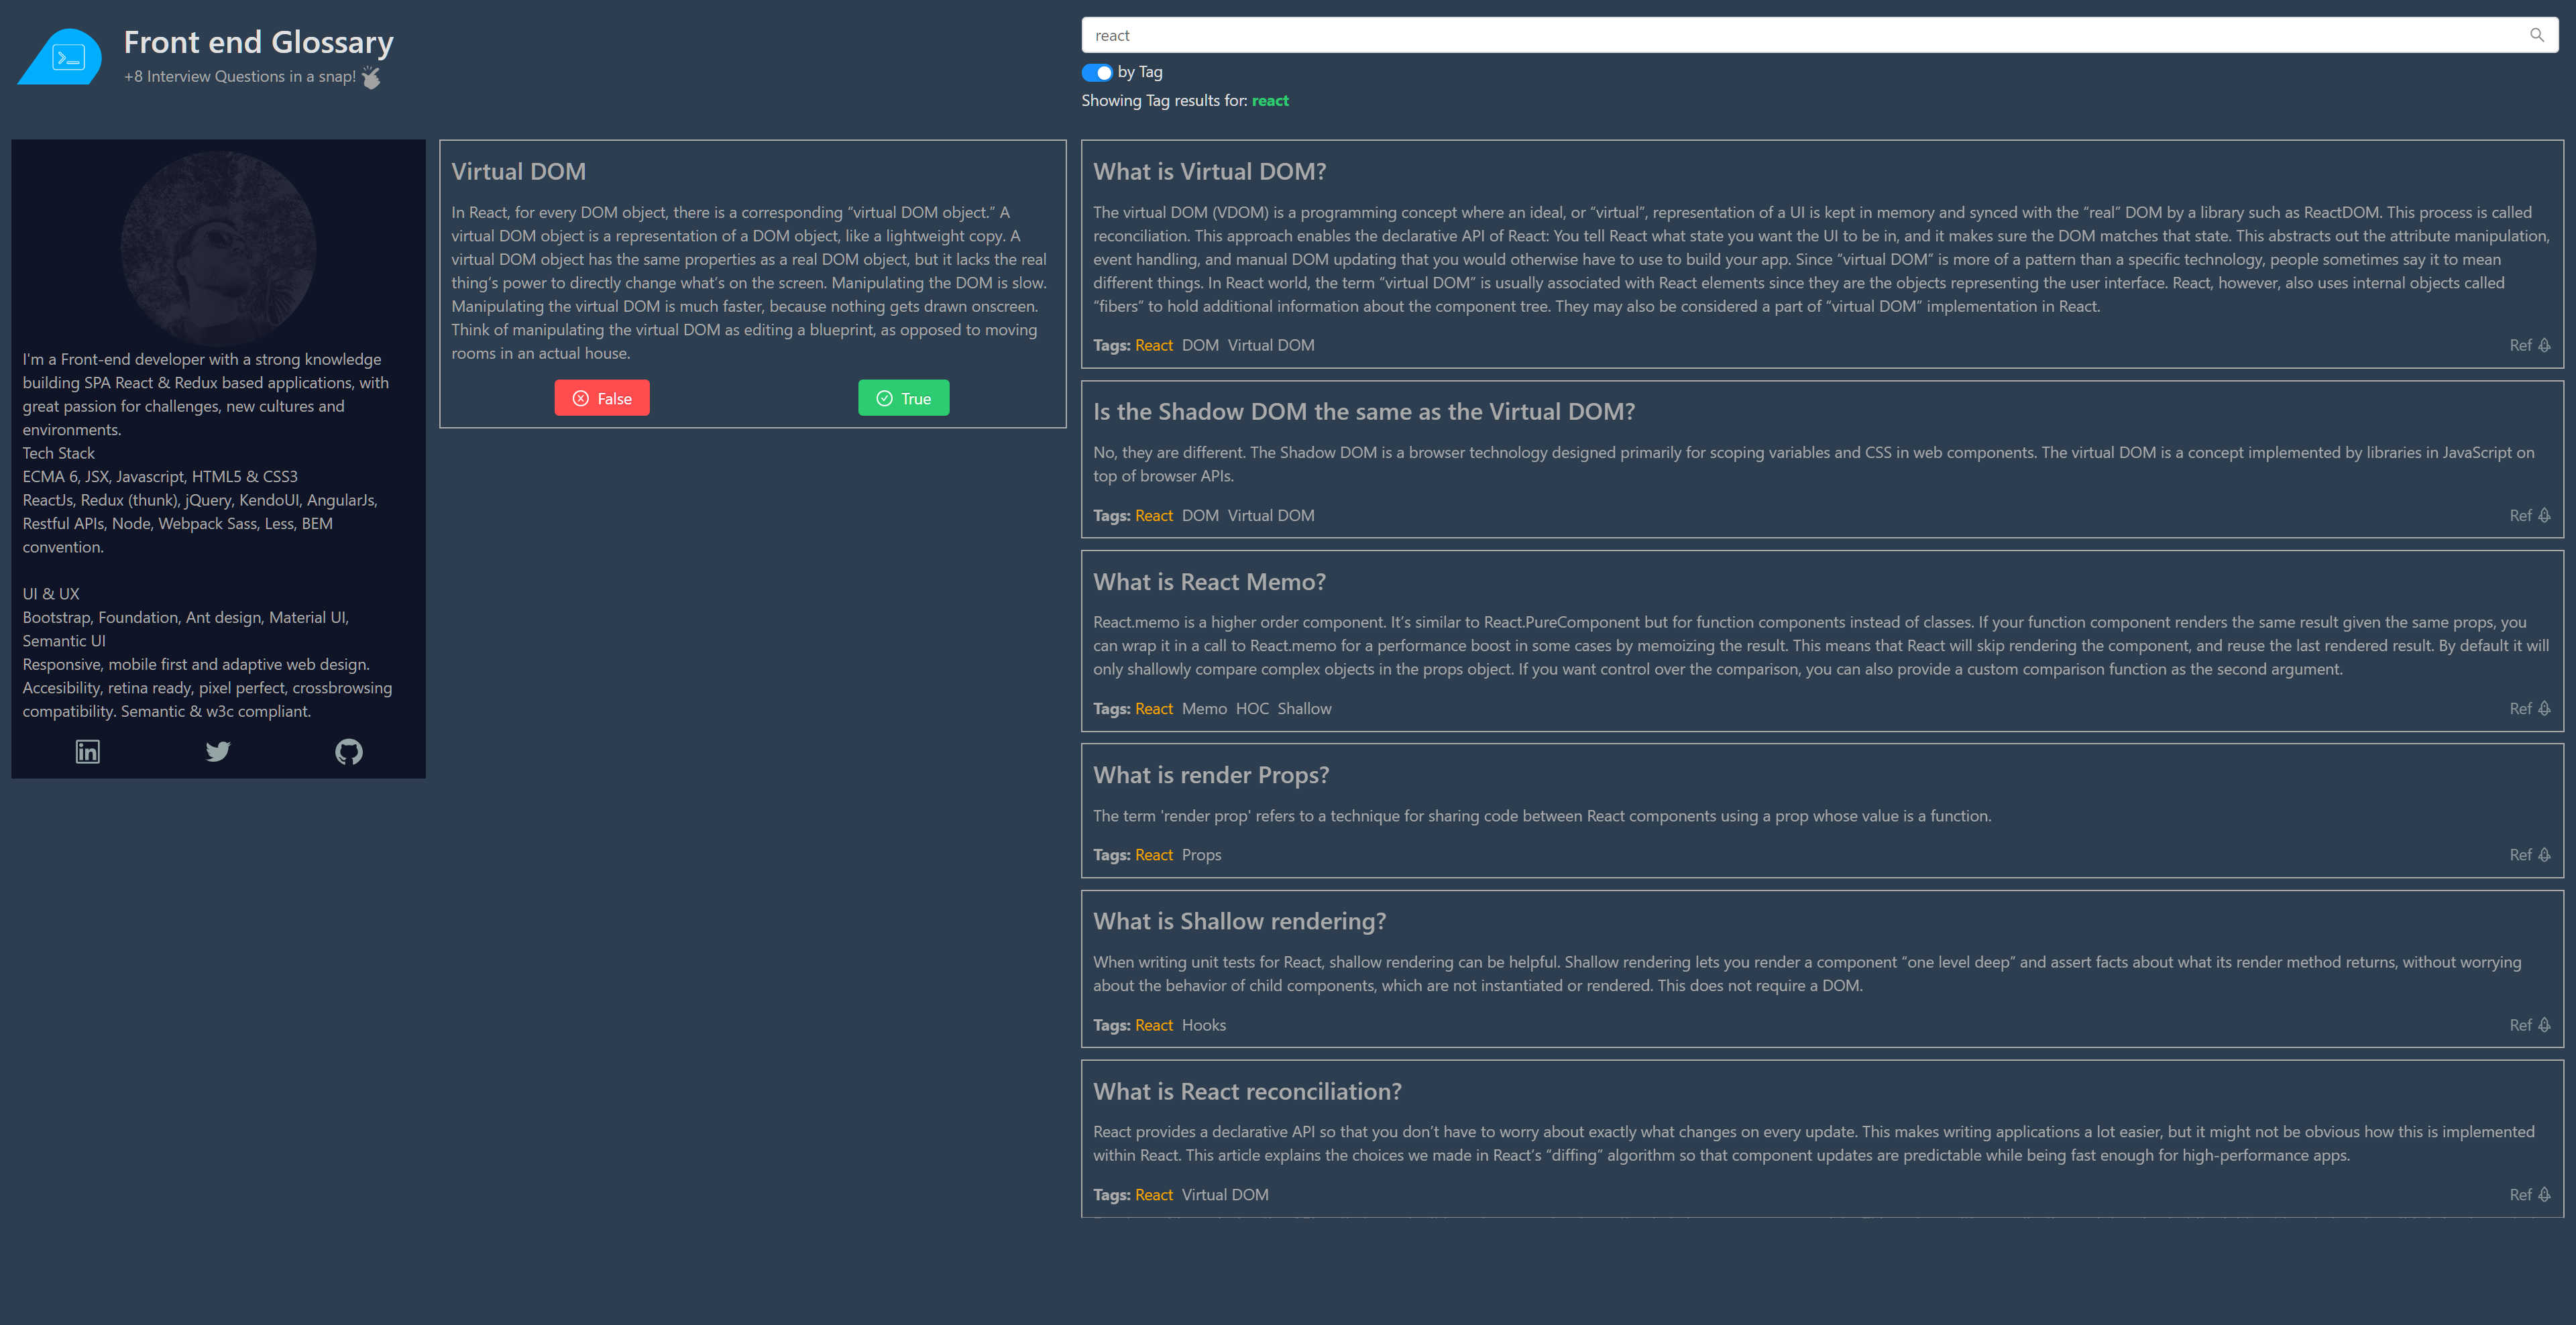 Front end Glossary
+8 Interview Questions in a snap!
react
by Tag
Showing Tag results for: react
I'm a Front-end developer with a strong knowledge
building SPA React & Redux based applications, with
great passion for challenges, new cultures and
environments.
Tech Stack
ECMA 6, JSX, Javascript, HTML5 & CSS3
ReactJs, Redux (thunk), jQuery, KendoUI, AngularJs,
Restful APIs, Node, Webpack Sass, Less, BEM
convention.
UI & UX
Bootstrap, Foundation, Ant design, Material UI,
Semantic UI
Responsive, mobile first and adaptive web design.
Accesibility, retina ready, pixel perfect, crossbrowsing
compatibility. Semantic & w3c compliant.
Virtual DOM
In React, for every DOM object, there is a corresponding “virtual DOM object.” A
virtual DOM object is a representation of a DOM object, like a lightweight copy. A
virtual DOM object has the same properties as a real DOM object, but it lacks the real
thing’s power to directly change what’s on the screen. Manipulating the DOM is slow.
Manipulating the virtual DOM is much faster, because nothing gets drawn onscreen.
Think of manipulating the virtual DOM as editing a blueprint, as opposed to moving
rooms in an actual house.
False
True
What is Virtual DOM?
The virtual DOM (VDOM) is a programming concept where an ideal, or “virtual”, representation of a UI is kept in memory and synced with the “real” DOM by a library such as ReactDOM. This process is called
reconciliation. This approach enables the declarative API of React: You tell React what state you want the UI to be in, and it makes sure the DOM matches that state. This abstracts out the attribute manipulation,
event handling, and manual DOM updating that you would otherwise have to use to build your app. Since “virtual DOM” is more of a pattern than a specific technology, people sometimes say it to mean
different things. In React world, the term “virtual DOM” is usually associated with React elements since they are the objects representing the user interface. React, however, also uses internal objects called
“fibers” to hold additional information about the component tree. They may also be considered a part of “virtual DOM” implementation in React.
Tags: React DOM Virtual DOM Ref
Is the Shadow DOM the same as the Virtual DOM?
No, they are different. The Shadow DOM is a browser technology designed primarily for scoping variables and CSS in web components. The virtual DOM is a concept implemented by libraries in JavaScript on
top of browser APIs.
Tags: React DOM Virtual DOM Ref
What is React Memo?
React.memo is a higher order component. It’s similar to React.PureComponent but for function components instead of classes. If your function component renders the same result given the same props, you
can wrap it in a call to React.memo for a performance boost in some cases by memoizing the result. This means that React will skip rendering the component, and reuse the last rendered result. By default it will
only shallowly compare complex objects in the props object. If you want control over the comparison, you can also provide a custom comparison function as the second argument.
Tags: React Memo HOC Shallow Ref
What is render Props?
The term 'render prop' refers to a technique for sharing code between React components using a prop whose value is a function.
Tags: React Props Ref
What is Shallow rendering?
When writing unit tests for React, shallow rendering can be helpful. Shallow rendering lets you render a component “one level deep” and assert facts about what its render method returns, without worrying
about the behavior of child components, which are not instantiated or rendered. This does not require a DOM.
Tags: React Hooks Ref
What is React reconciliation?
React provides a declarative API so that you don’t have to worry about exactly what changes on every update. This makes writing applications a lot easier, but it might not be obvious how this is implemented
within React. This article explains the choices we made in React’s “diffing” algorithm so that component updates are predictable while being fast enough for high-performance apps.
Tags: React Virtual DOM Ref